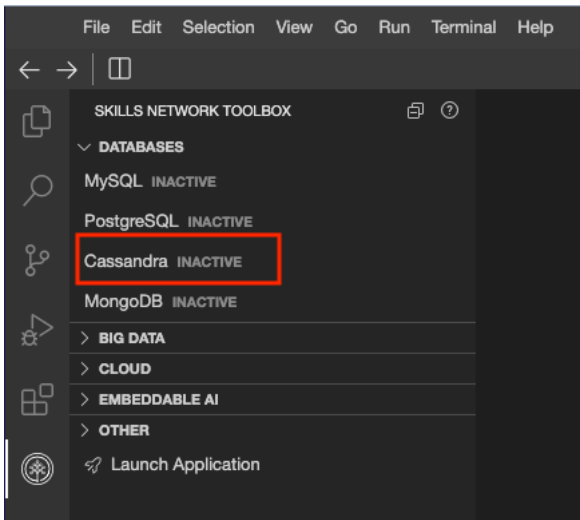 File Edit Selection View Go Run Terminal Help
SKILLS NETWORK TOOLBOX
DATABASES
MySQL INACTIVE
PostgreSQL INACTIVE
Cassandra INACTIVE
MongoDB INACTIVE
BIG DATA
CLOUD
EMBEDDABLE AI
OTHER
Launch Application